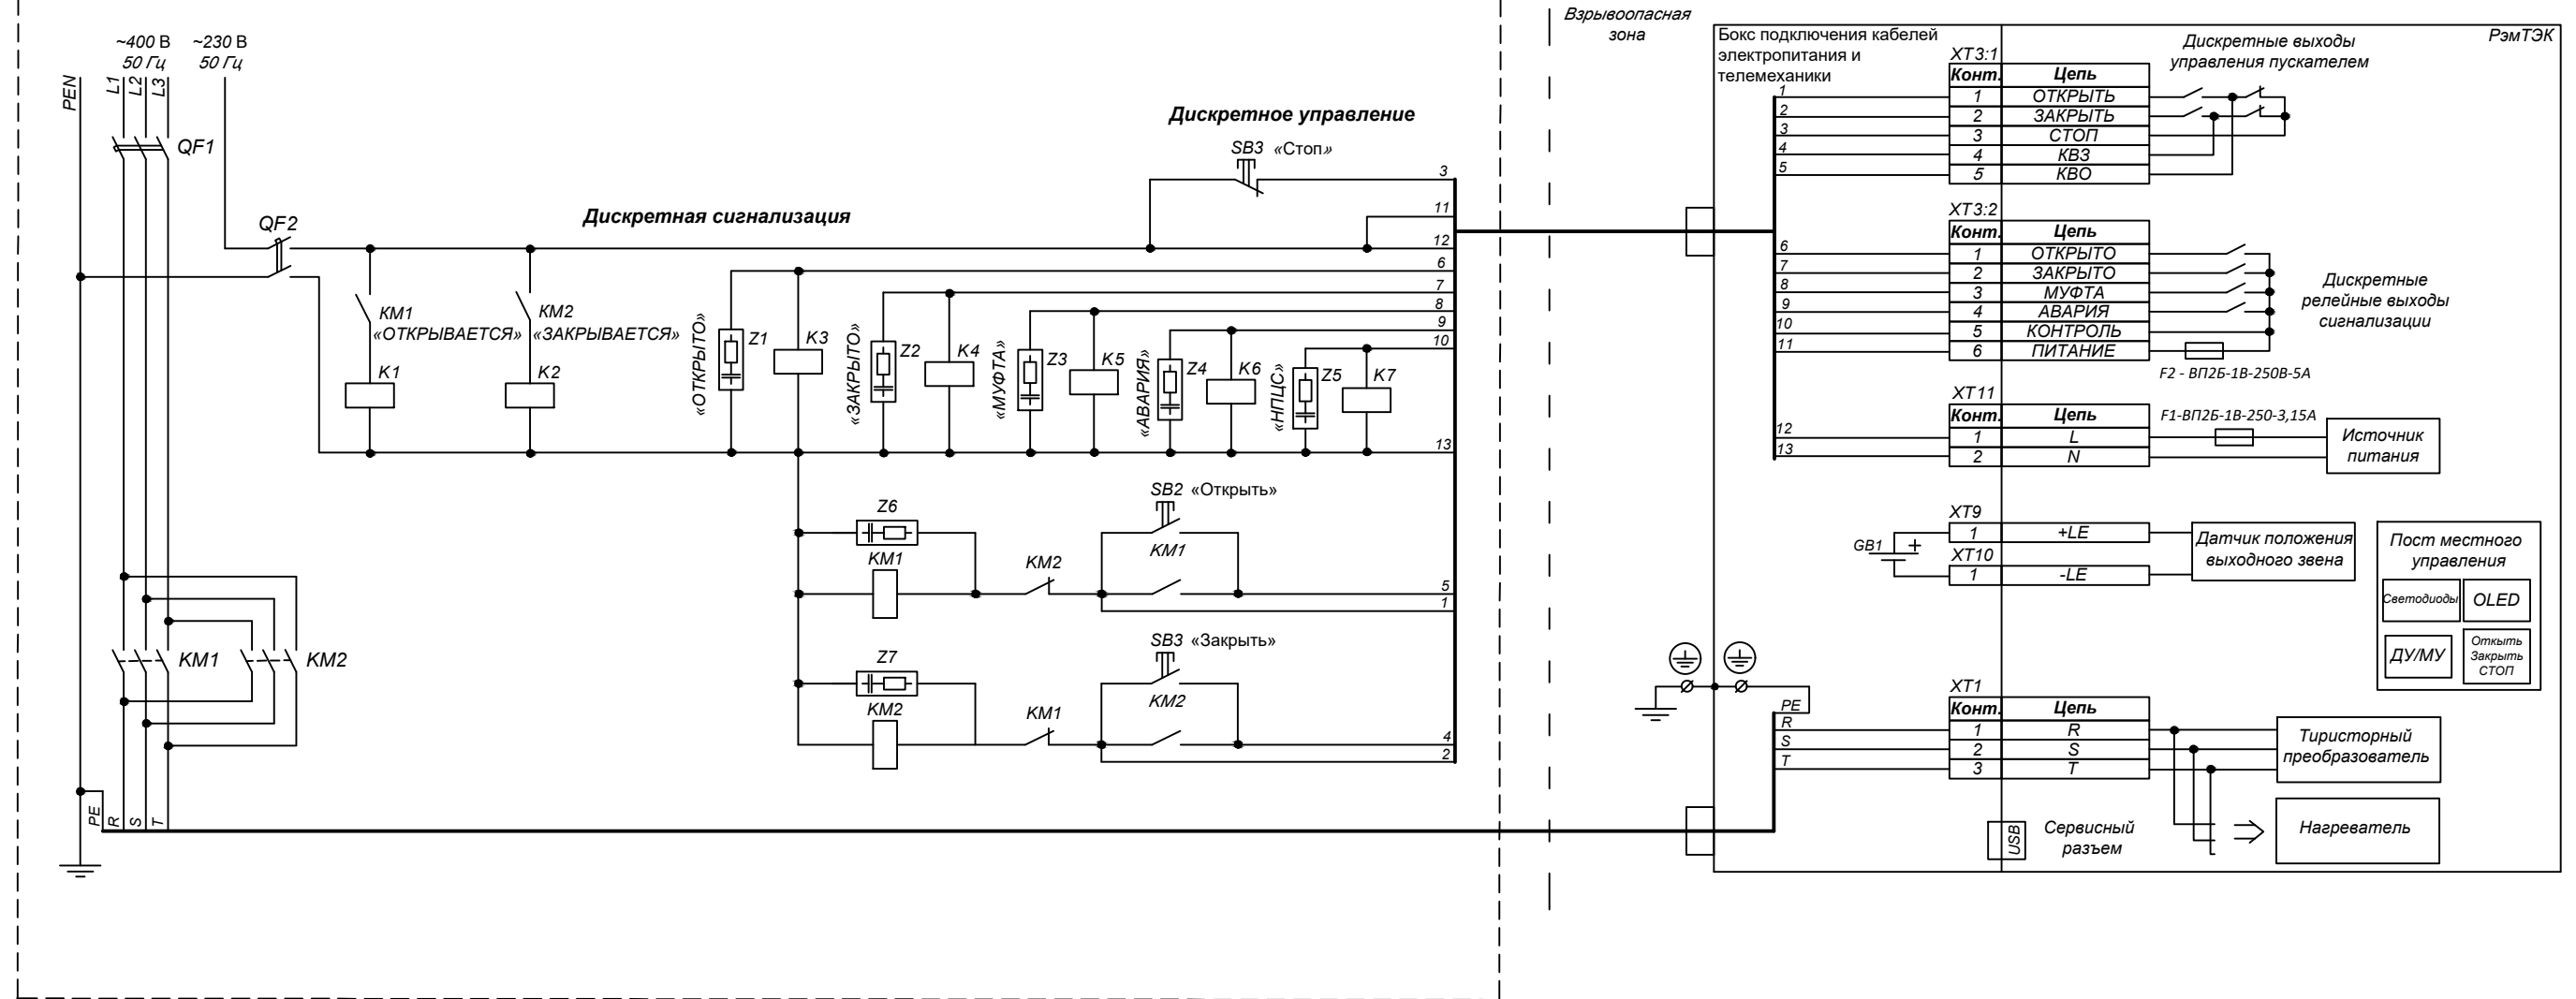 ~400 В
50 Гц
~230 В
50 Гц
PEN
L1
L2
L3
QF1
QF2
Дискретная сигнализация
Дискретное управление
SB3 «Стоп»
3
11
12
6
7
8
9
10
13
КМ1
«ОТКРЫВАЕТСЯ»
КМ2
«ЗАКРЫВАЕТСЯ»
K1
K2
«ОТКРЫТО»
Z1
K3
«ЗАКРЫТО»
Z2
K4
«МУФТА»
Z3
K5
«АВАРИЯ»
Z4
K6
«НПЦС»
Z5
K7
Z6
KM1
KM2
SB2 «Открыть»
KM1
5
1
Z7
KM2
KM1
SB3 «Закрыть»
KM2
4
2
KM1
KM2
PE
R
S
T
Взрывоопасная
зона
Бокс подключения кабелей
электропитания и
телемеханики
РэмТЭК
XT3:1
Конт. Цепь
1 1 ОТКРЫТЬ
2 2 ЗАКРЫТЬ
3 3 СТОП
4 4 КВЗ
5 5 КВО
Дискретные выходы
управления пускателем
XT3:2
Конт. Цепь
6 1 ОТКРЫТО
7 2 ЗАКРЫТО
8 3 МУФТА
9 4 АВАРИЯ
10 5 КОНТРОЛЬ
11 6 ПИТАНИЕ
Дискретные
релейные выходы
сигнализации
F2 - ВП2Б-1В-250В-5А
XT11
Конт. Цепь
12 1 L
13 2 N
F1-ВП2Б-1В-250-3,15А
Источник
питания
XT9
1 +LE
GB1
+
XT10
1 -LE
Датчик положения
выходного звена
Пост местного
управления
Светодиоды
OLED
ДУ/МУ
Откыть
Закрыть
СТОП
XT1
Конт. Цепь
PE
R 1 R
S 2 S
T 3 T
Тиристорный
преобразователь
Нагреватель
USB
Сервисный
разъем